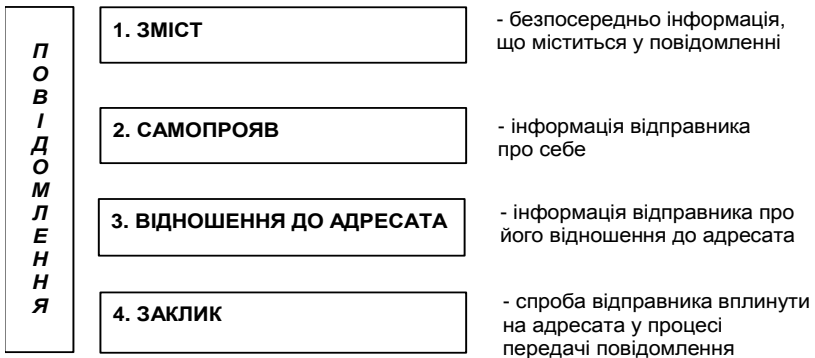 ПОВІДОМЛЕННЯ
1. ЗМІСТ
- безпосередньо інформація,
що міститься у повідомленні
2. САМОПРОЯВ
- інформація відправника
про себе
3. ВІДНОШЕННЯ ДО АДРЕСАТА
- інформація відправника про
його відношення до адресата
4. ЗАКЛИК
- спроба відправника вплинути
на адресата у процесі
передачі повідомлення